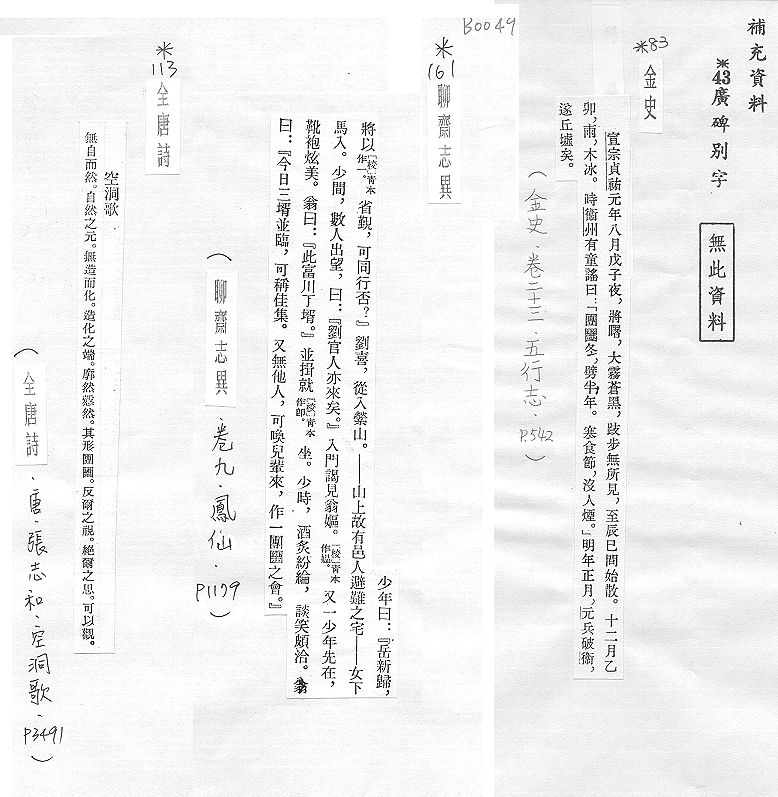 B0049
補充資料
＊43廣碑別字
無此資料
＊83
金史
宣宗貞祐元年八月戊子夜，將曙，大霧蒼黑，跬步無所見，至辰巳間始散。十二月乙
卯，雨，木冰。時衞州有童謠曰：「團圞冬，劈半年。寒食節，沒人煙。」明年正月，元兵破衞，
遂丘墟矣。
（金史．卷二十三．五行志．P.542）
＊161
聊齋志異
少年曰：『岳新歸，
將以［校］青本作一。省覲，可同行否？』劉喜，從入縈山。——山上故有邑人避難之宅——女下
馬入。少間，數人出望，曰：『劉官人亦來矣。』入門謁見翁嫗。［校］青本作媼。又一少年先在，
靴袍炫美。翁曰：『此富川丁壻。』並揖就［校］青本作卽。坐。少時，酒炙紛綸，談笑頗洽。翁
曰：『今日三壻並臨，可稱佳集。又無他人，可喚兒輩來，作一團圞之會。』
（聊齋志異．卷九．鳳仙．P1179）
＊113
全唐詩
空洞歌
無自而然。自然之元。無造而化。造化之端。廓然慤然。其形團圞。反爾之視。絕爾之思。可以觀。
（全唐詩．唐．張志和．空洞歌．P3491）